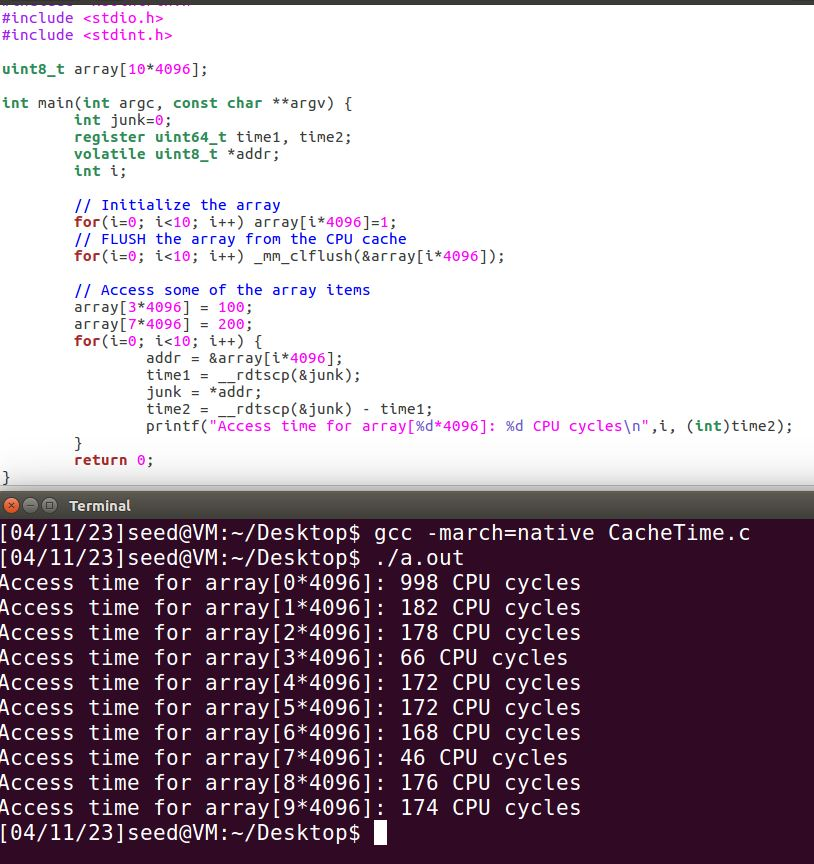 #include <stdio.h>
#include <stdint.h>
uint8_t array[10*4096];
int main(int argc, const char **argv) {
int junk=0;
register uint64_t time1, time2;
volatile uint8_t *addr;
int i;
// Initialize the array
for(i=0; i<10; i++) array[i*4096]=1;
// FLUSH the array from the CPU cache
for(i=0; i<10; i++) _mm_clflush(&array[i*4096]);
// Access some of the array items
array[3*4096] = 100;
array[7*4096] = 200;
for(i=0; i<10; i++) {
addr = &array[i*4096];
time1 = __rdtscp(&junk);
junk = *addr;
time2 = __rdtscp(&junk) - time1;
printf("Access time for array[%d*4096]: %d CPU cycles\n",i, (int)time2);
}
return 0;
}
Terminal
[04/11/23]seed@VM:~/Desktop$ gcc -march=native CacheTime.c
[04/11/23]seed@VM:~/Desktop$ ./a.out
Access time for array[0*4096]: 998 CPU cycles
Access time for array[1*4096]: 182 CPU cycles
Access time for array[2*4096]: 178 CPU cycles
Access time for array[3*4096]: 66 CPU cycles
Access time for array[4*4096]: 172 CPU cycles
Access time for array[5*4096]: 172 CPU cycles
Access time for array[6*4096]: 168 CPU cycles
Access time for array[7*4096]: 46 CPU cycles
Access time for array[8*4096]: 176 CPU cycles
Access time for array[9*4096]: 174 CPU cycles
[04/11/23]seed@VM:~/Desktop$